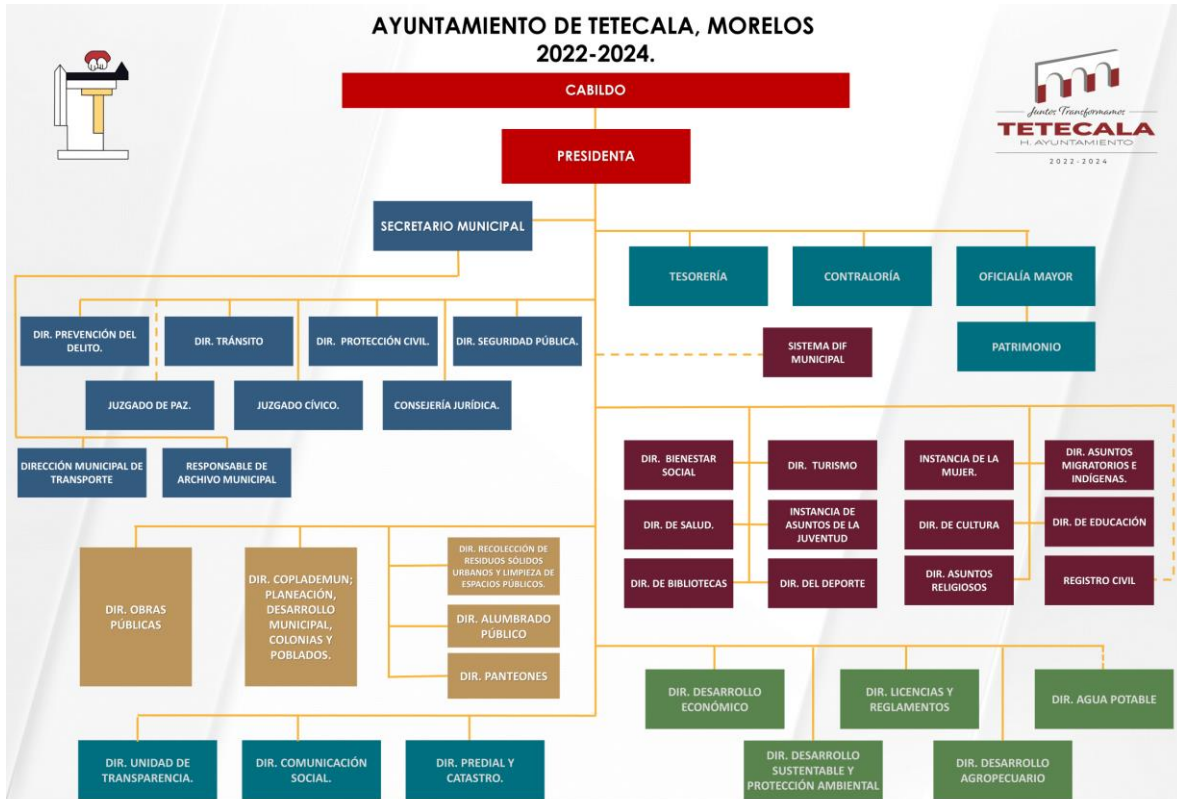 AYUNTAMIENTO DE TETECALA, MORELOS
2022-2024.
Juntos Transformamos
TETECALA
H. AYUNTAMIENTO
2022-2024
CABILDO
PRESIDENTA
SECRETARIO MUNICIPAL
TESORERÍA
CONTRALORÍA
OFICIALÍA MAYOR
PATRIMONIO
SISTEMA DIF
MUNICIPAL
DIR. PREVENCIÓN DEL
DELITO.
DIR. TRÁNSITO
DIR. PROTECCIÓN CIVIL.
DIR. SEGURIDAD PÚBLICA.
JUZGADO DE PAZ.
JUZGADO CÍVICO.
CONSEJERÍA JURÍDICA.
DIRECCIÓN MUNICIPAL DE
TRANSPORTE
RESPONSABLE DE
ARCHIVO MUNICIPAL
DIR. BIENESTAR
SOCIAL
DIR. TURISMO
INSTANCIA DE LA
MUJER.
DIR. ASUNTOS
MIGRATORIOS E
INDÍGENAS.
DIR. DE SALUD.
INSTANCIA DE
ASUNTOS DE LA
JUVENTUD
DIR. DE CULTURA
DIR. DE EDUCACIÓN
DIR. DE BIBLIOTECAS
DIR. DEL DEPORTE
DIR. ASUNTOS
RELIGIOSOS
REGISTRO CIVIL
DIR. OBRAS
PÚBLICAS
DIR. COPLADEMUN;
PLANEACIÓN,
DESARROLLO
MUNICIPAL,
COLONIAS Y
POBLADOS.
DIR. RECOLECCIÓN DE
RESIDUOS SÓLIDOS
URBANOS Y LIMPIEZA DE
ESPACIOS PÚBLICOS.
DIR. ALUMBRADO
PÚBLICO
DIR. PANTEONES
DIR. DESARROLLO
ECONÓMICO
DIR. LICENCIAS Y
REGLAMENTOS
DIR. AGUA POTABLE
DIR. DESARROLLO
SUSTENTABLE Y
PROTECCIÓN AMBIENTAL
DIR. DESARROLLO
AGROPECUARIO
DIR. UNIDAD DE
TRANSPARENCIA.
DIR. COMUNICACIÓN
SOCIAL.
DIR. PREDIAL Y
CATASTRO.